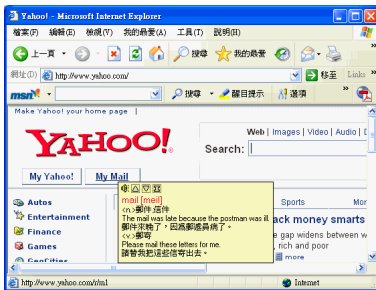 Yahoo! - Microsoft Internet Explorer
檔案(F) 編輯(E) 檢視(V) 我的最愛(A) 工具(T) 說明(H)
上一頁 搜尋 我的最愛
網址(D) http://www.yahoo.com/ 移至 Links
msn 搜尋 醒目提示 選項
Make Yahoo! your home page
YAHOO!
Web | Images | Video | Audio |
Search:
My Yahoo! My Mail
mail [meil]
<n.>郵件;信件
The mail was late because the postman was ill.
郵件來晚了，因為郵遞員病了。
<v.>郵寄
Please mail these letters for me.
請替我把這些信寄出去。
Autos
Entertainment
Finance
Games
GeoCities
Sports Mor
ack money smarts
e gap widens between w
, rich and poor
more
http://www.yahoo.com/r/m1 Internet